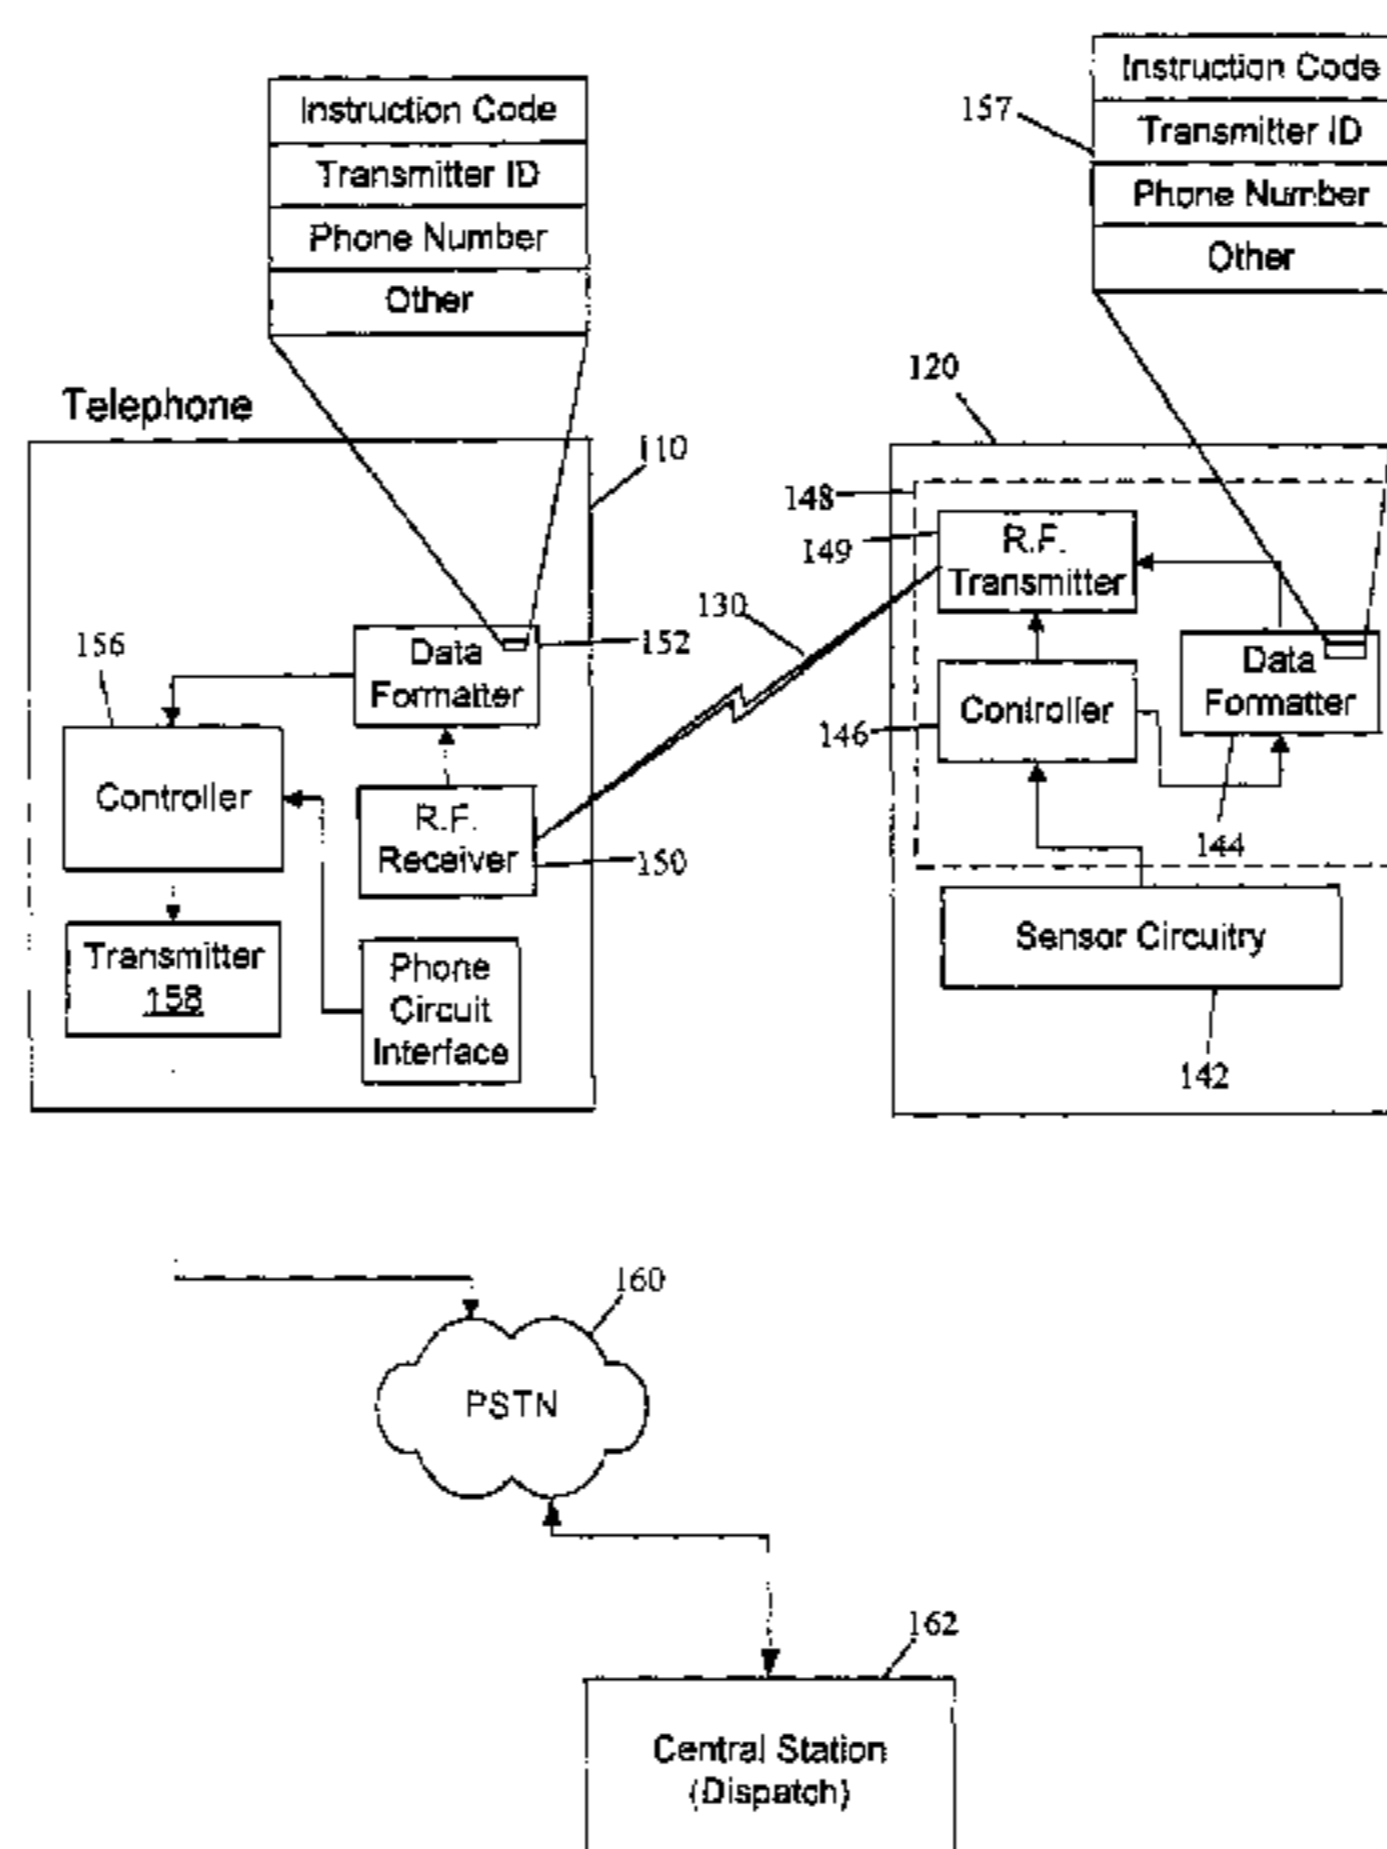 Instruction Code
Transmitter ID
Phone Number
Other
157
Instruction Code
Transmitter ID
Phone Number
Other
Telephone
110
120
148
149
R.F.
Transmitter
130
156
Data
Formatter
152
Controller
146
Data
Formatter
144
Controller
R.F.
Receiver
150
Transmitter
158
Phone
Circuit
Interface
Sensor Circuitry
142
160
PSTN
162
Central Station
(Dispatch)